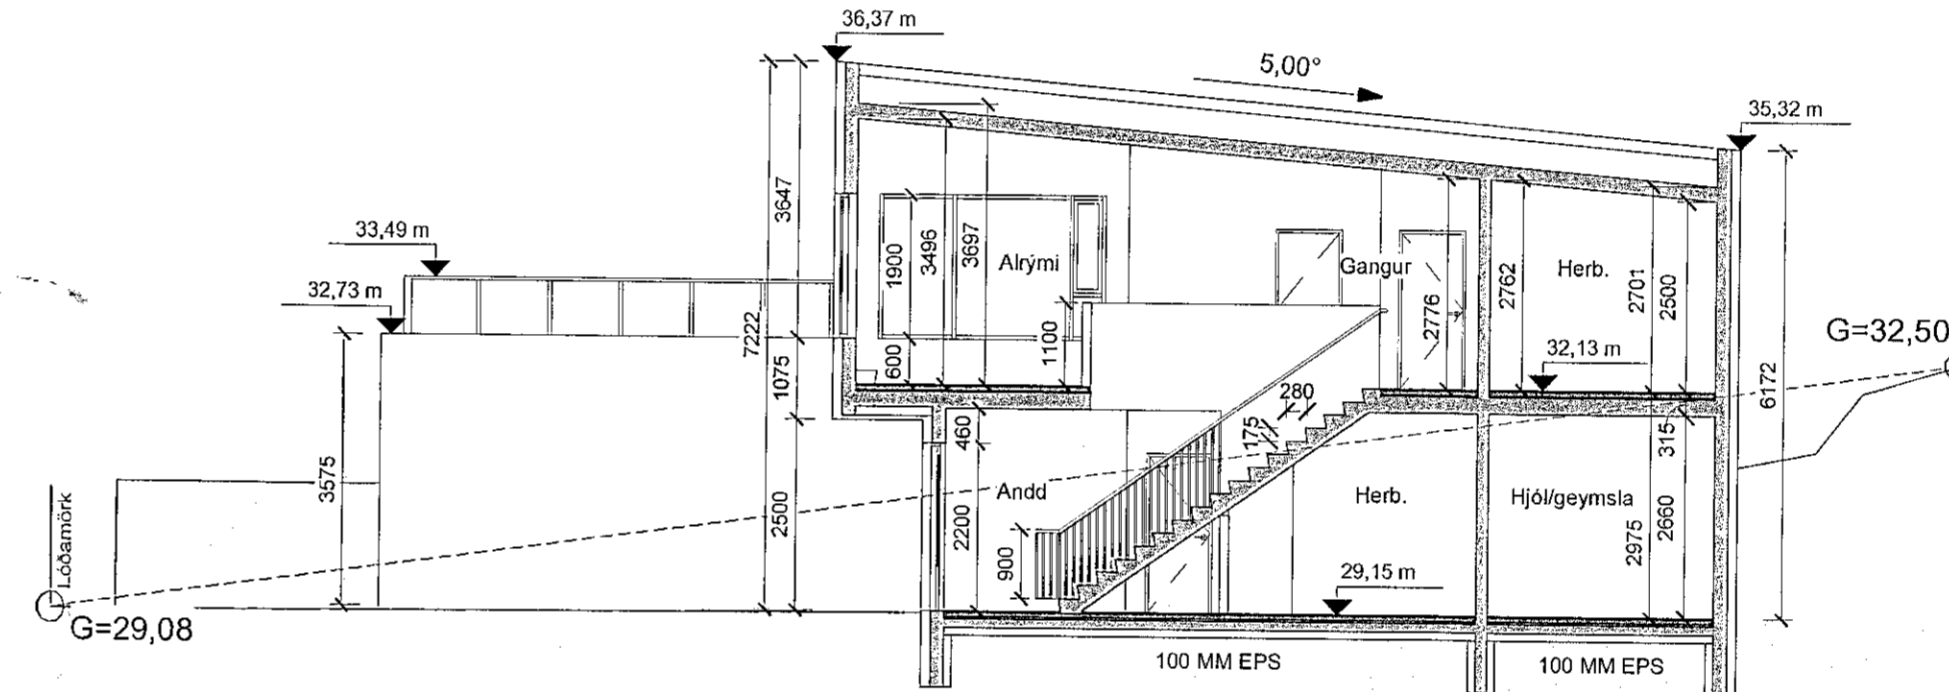 36,37 m
5,00°
35,32 m
33,49 m
32,73 m
3647
7222
1075
2500
3575
1900
3496
3697
Alrými
600
1100
Gangur
2776
2762
Herb.
2701
2500
32,13 m
G=32,50
6172
460
280
175
315
Andd
2200
900
Herb.
Hjól/geymsla
2975
2660
29,15 m
Lóðamörk
G=29,08
100 MM EPS
100 MM EPS